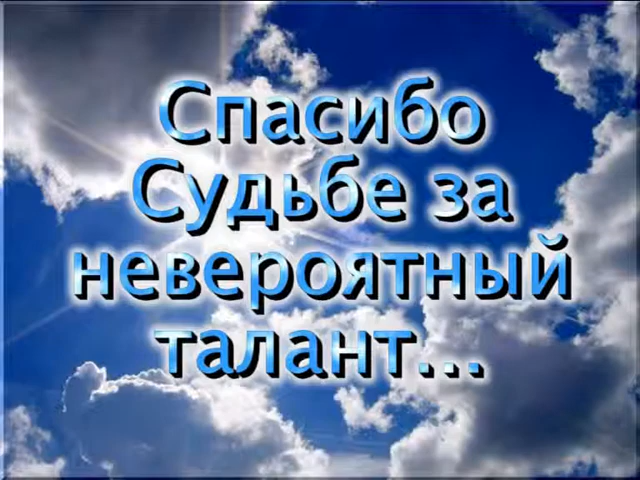 Спасибо
Судьбе за
невероятный
талант...